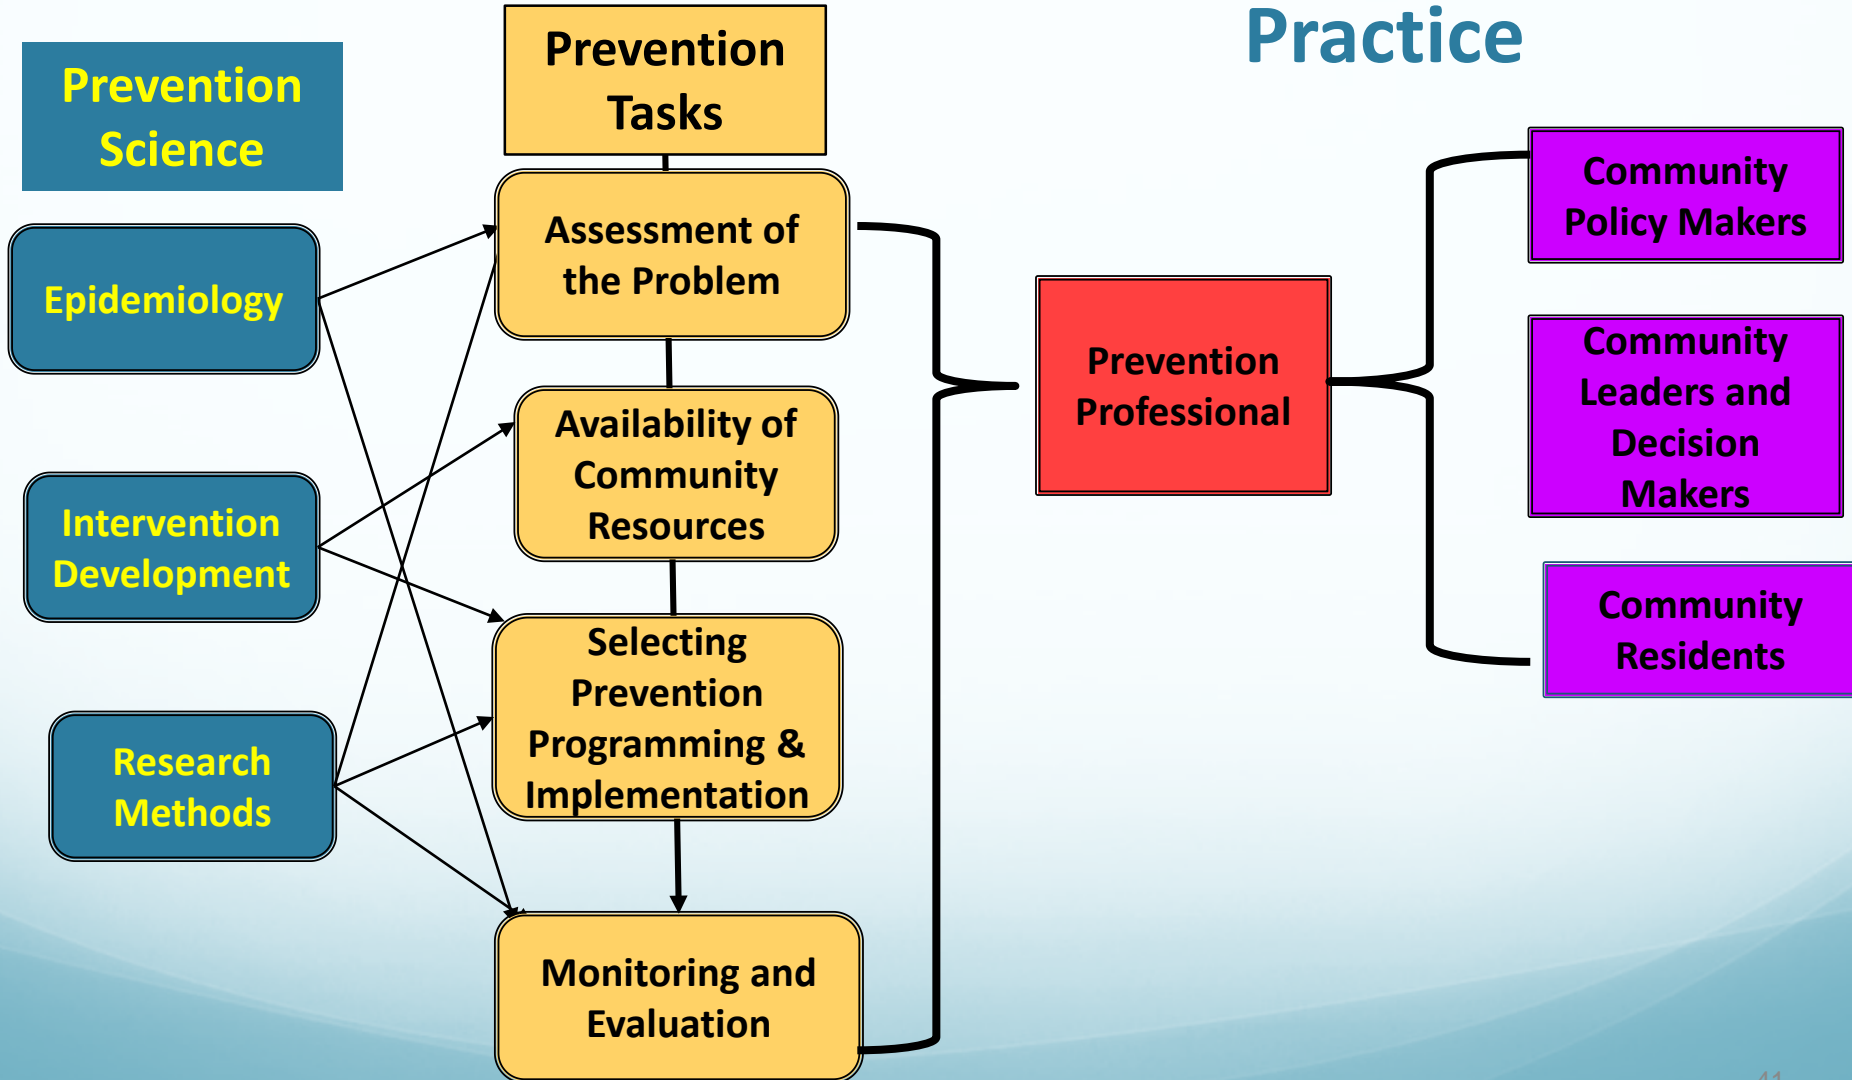 Practice
Prevention
Science
Prevention
Tasks
Epidemiology
Intervention
Development
Research
Methods
Assessment of
the Problem
Availability of
Community
Resources
Selecting
Prevention
Programming &
Implementation
Monitoring and
Evaluation
Prevention
Professional
Community
Policy Makers
Community
Leaders and
Decision
Makers
Community
Residents
41